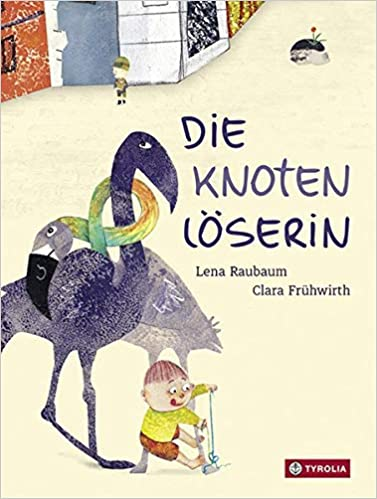 DIE
KNOTEN
LÖSERIN
Lena Raubaum
Clara Frühwirth
TYROLIA